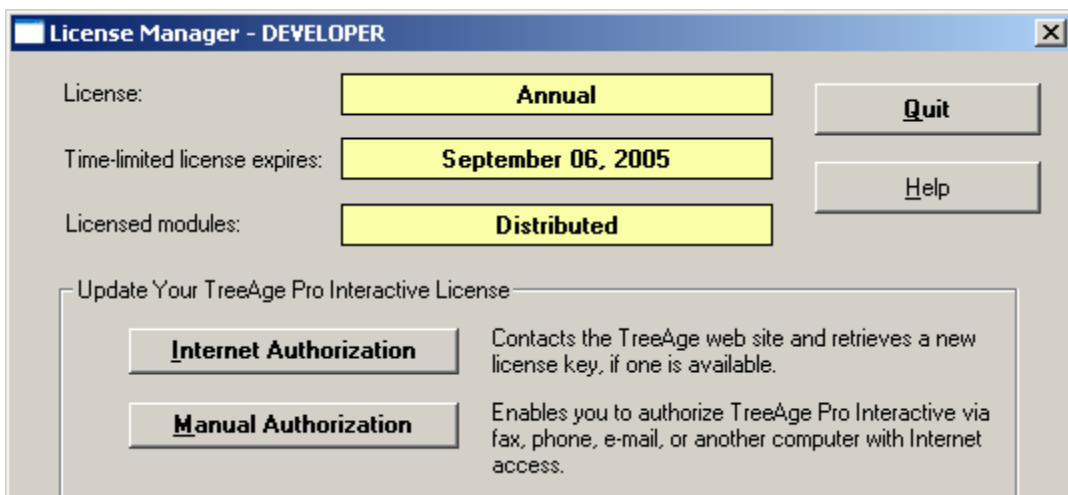 License Manager - DEVELOPER
License:
Annual
Quit
Time-limited license expires:
September 06, 2005
Help
Licensed modules:
Distributed
Update Your TreeAge Pro Interactive License
Internet Authorization
Contacts the TreeAge web site and retrieves a new
license key, if one is available.
Manual Authorization
Enables you to authorize TreeAge Pro Interactive via
fax, phone, e-mail, or another computer with Internet
access.